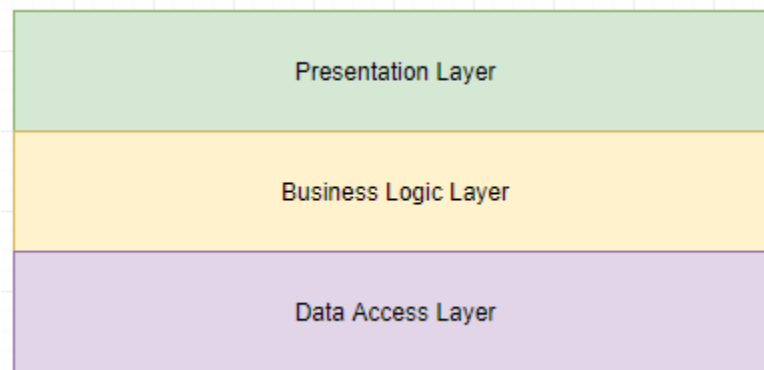 Presentation Layer
Business Logic Layer
Data Access Layer